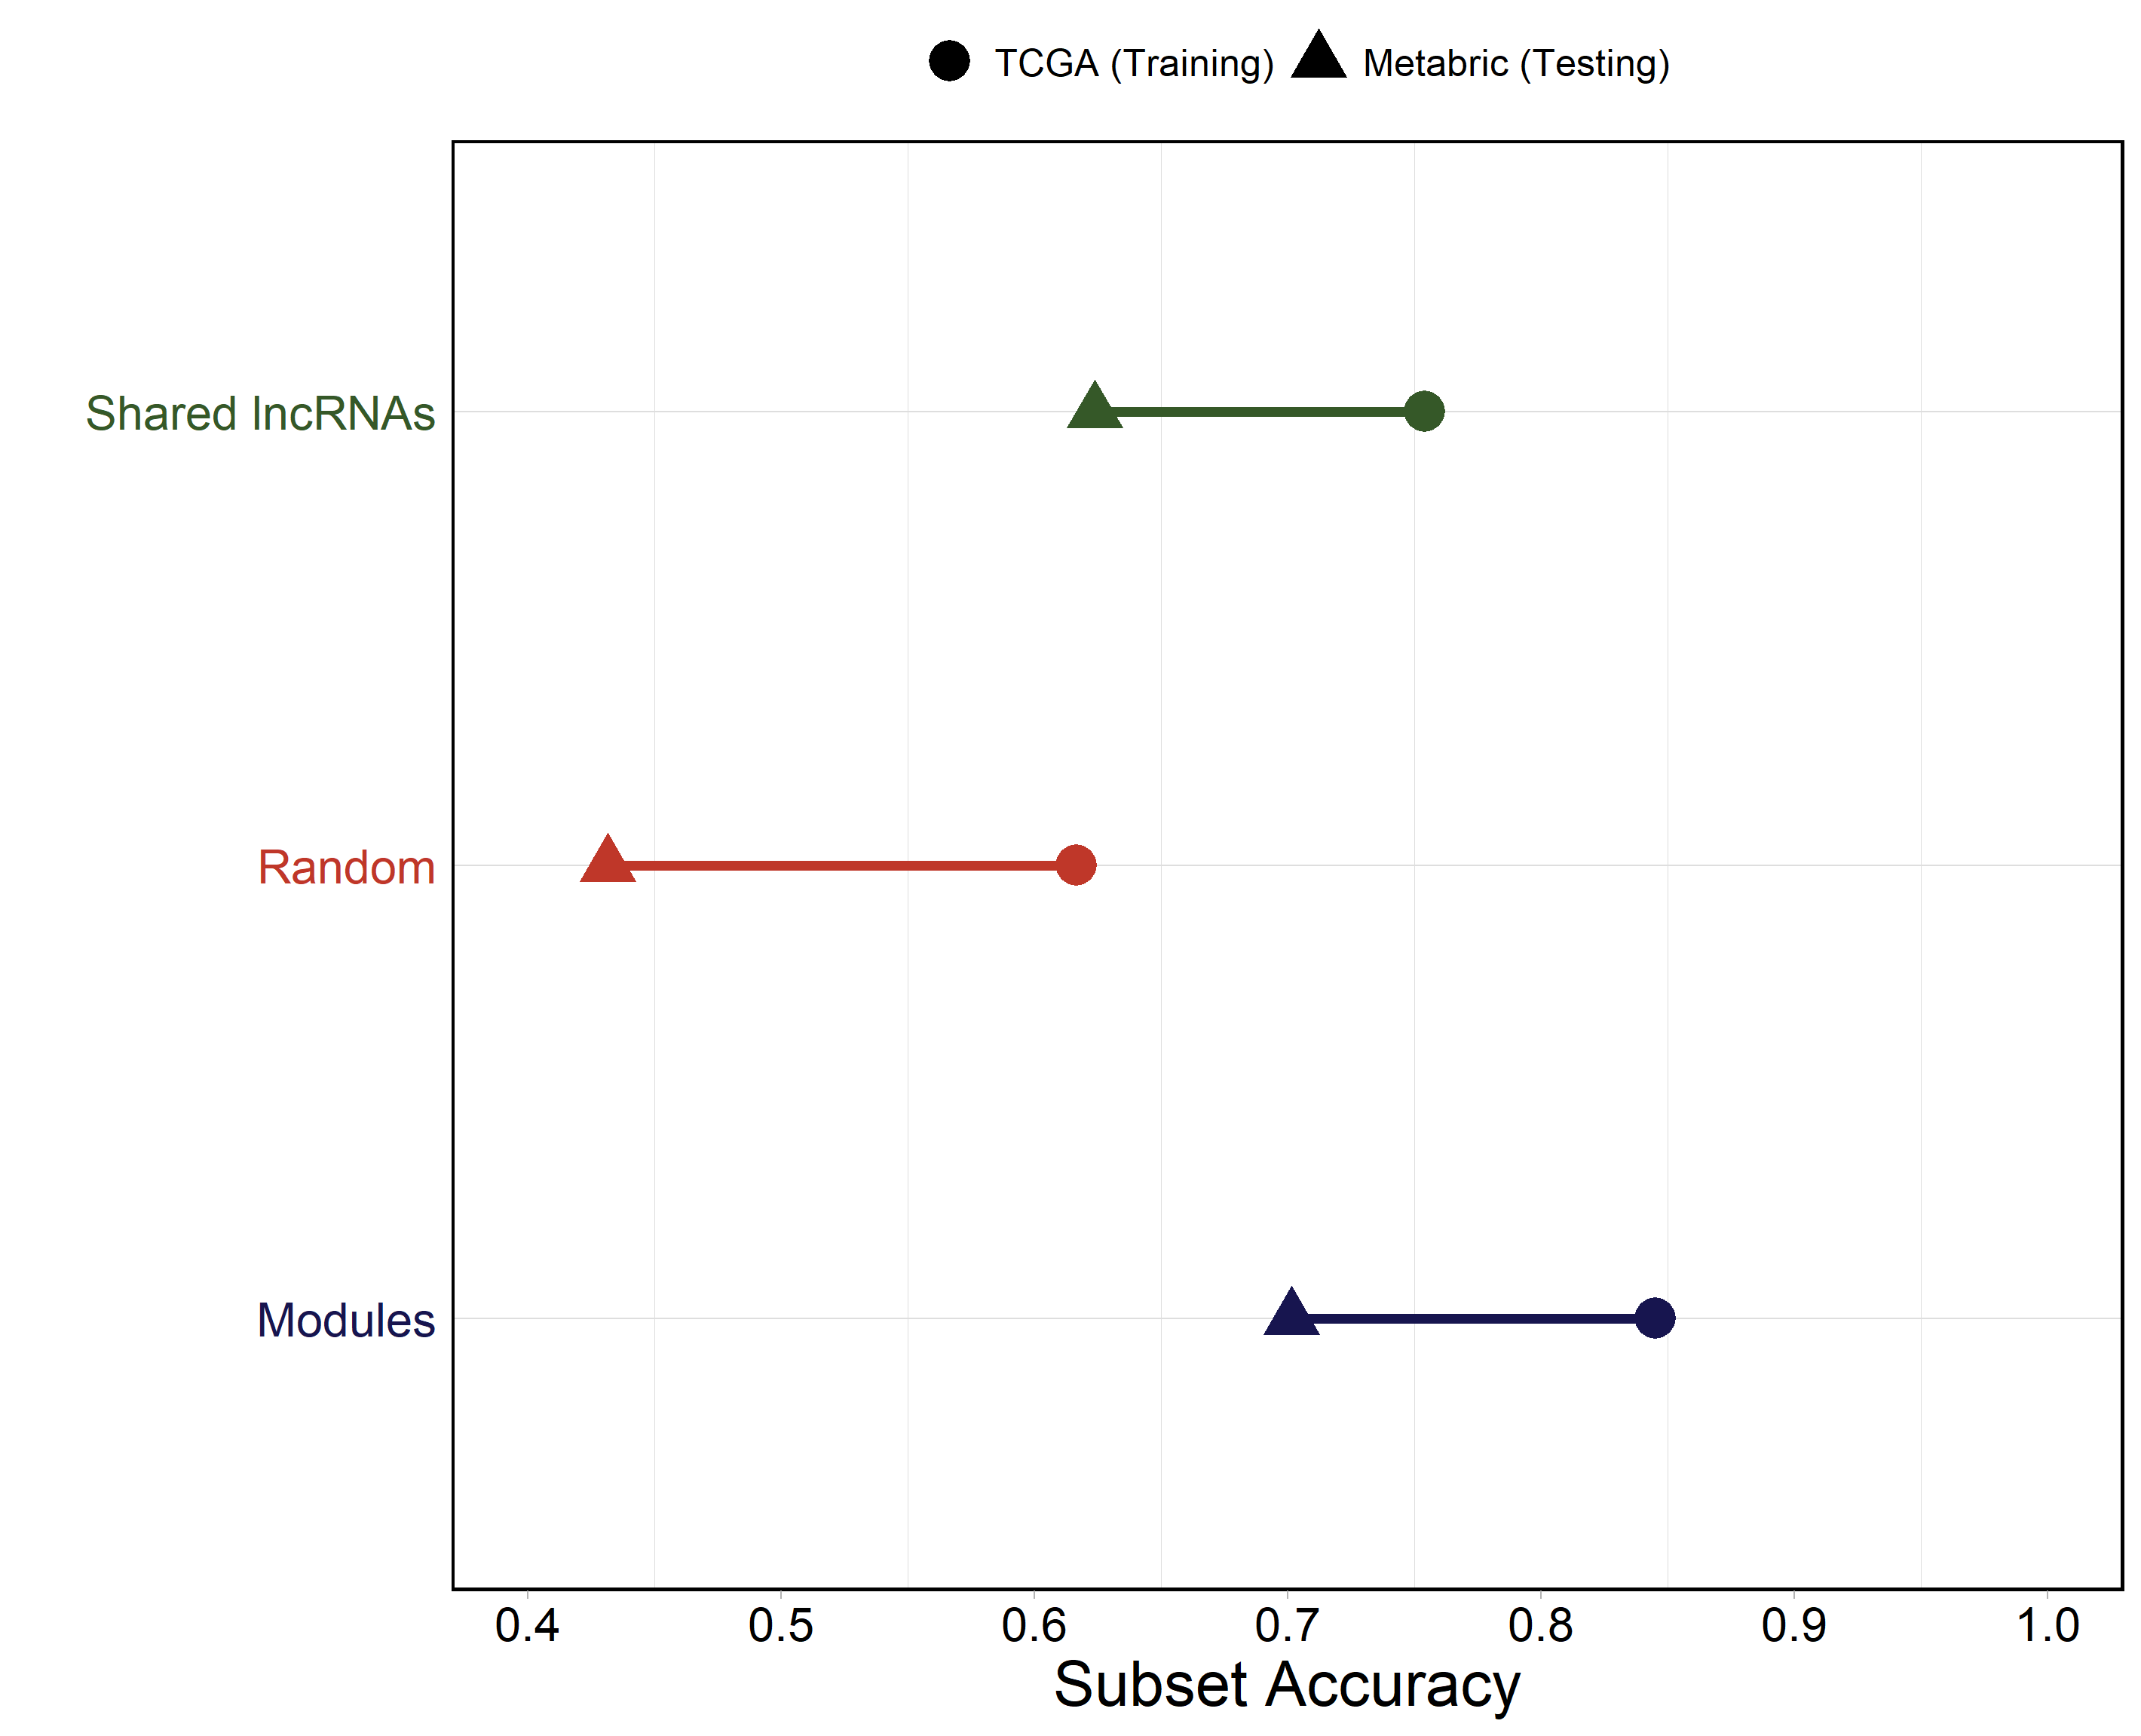 TCGA (Training) Metabric (Testing)
Shared lncRNAs
Random
Modules
0.4 0.5 0.6 0.7 0.8 0.9 1.0
Subset Accuracy